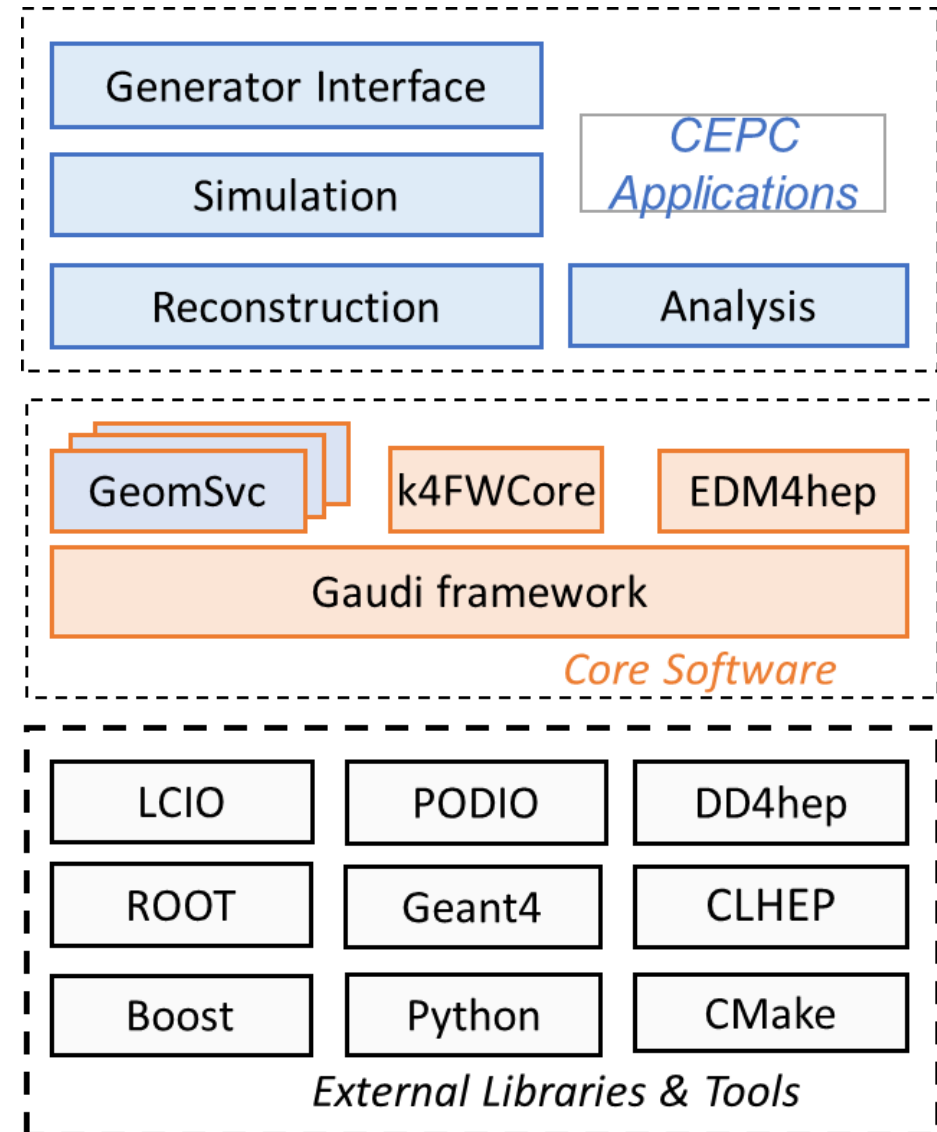 Generator Interface
CEPC
Applications
Simulation
Reconstruction
Analysis
GeomSvc
k4FWCore
EDM4hep
Gaudi framework
Core Software
LCIO
PODIO
DD4hep
ROOT
Geant4
CLHEP
Boost
Python
CMake
External Libraries & Tools